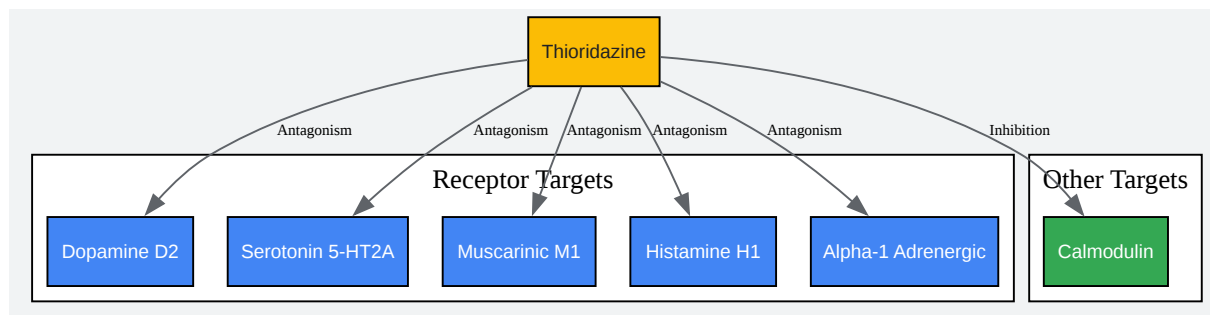 Thioridazine
Antagonism
Antagonism
Antagonism
Antagonism
Antagonism
Inhibition
Receptor Targets
Other Targets
Dopamine D2
Serotonin 5-HT2A
Muscarinic M1
Histamine H1
Alpha-1 Adrenergic
Calmodulin